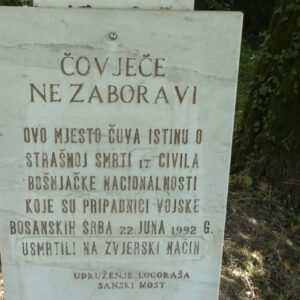 ČOVJEČE
NE ZABORAVI
OVO MJESTO ČUVA ISTINU O
STRAŠNOJ SMRTI 17 CIVILA
BOŠNJAČKE NACIONALNOSTI
KOJE SU PRIPADNICI VOJSKE
BOSANSKIH SRBA 22 JUNA 1992 G.
USMRTILI NA ZVJERSKI NAČIN
UDRUŽENJE LOGORAŠA
SANSKI MOST